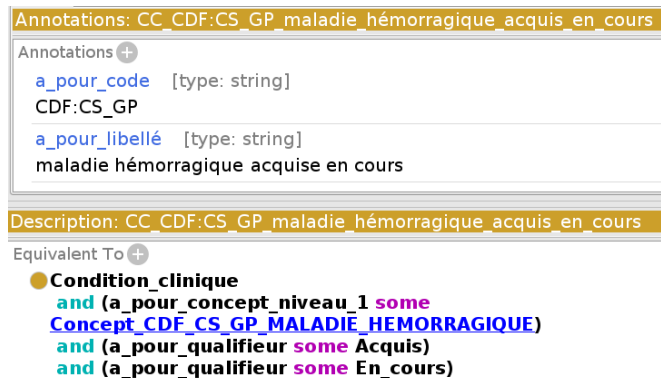 Annotations: CC_CDF:CS_GP_maladie_hémorragique_acquis_en_cours
Annotations
a_pour_code [type: string]
CDF:CS_GP
a_pour_libellé [type: string]
maladie hémorragique acquise en cours
Description: CC_CDF:CS_GP_maladie_hémorragique_acquis_en_cours
Equivalent To
Condition_clinique
and (a_pour_concept_niveau_1 some
Concept_CDF_CS_GP_MALADIE_HEMORRAGIQUE)
and (a_pour_qualifieur some Acquis)
and (a_pour_qualifieur some En_cours)